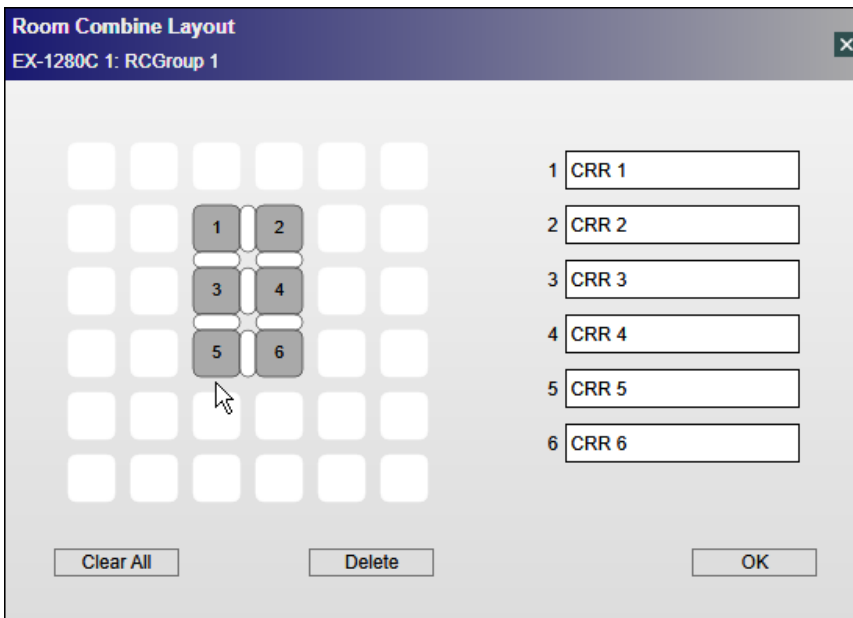 Room Combine Layout
EX-1280C 1: RCGroup 1
1 2
3 4
5 6
1 CRR 1
2 CRR 2
3 CRR 3
4 CRR 4
5 CRR 5
6 CRR 6
Clear All Delete OK